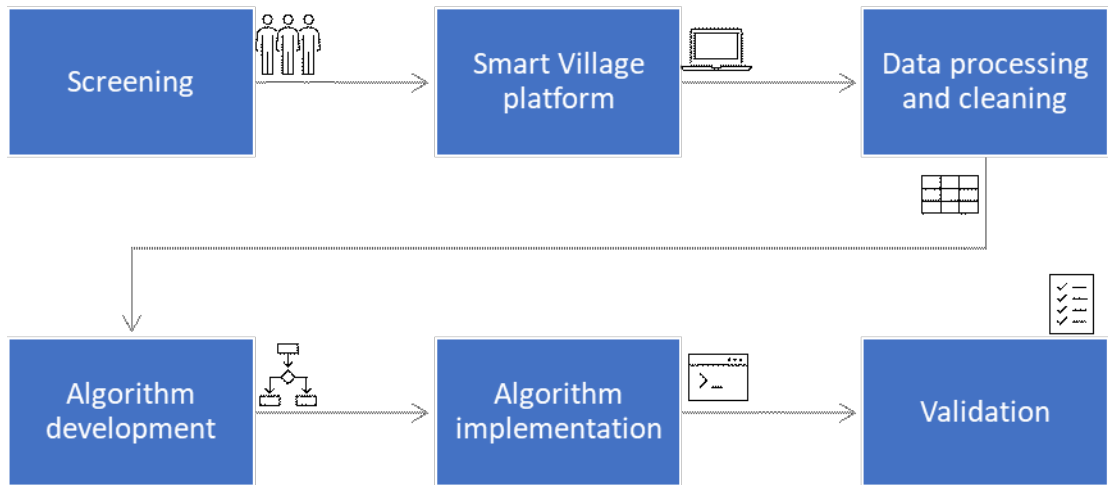 Screening
Smart Village
platform
Data processing
and cleaning
Algorithm
development
Algorithm
implementation
Validation